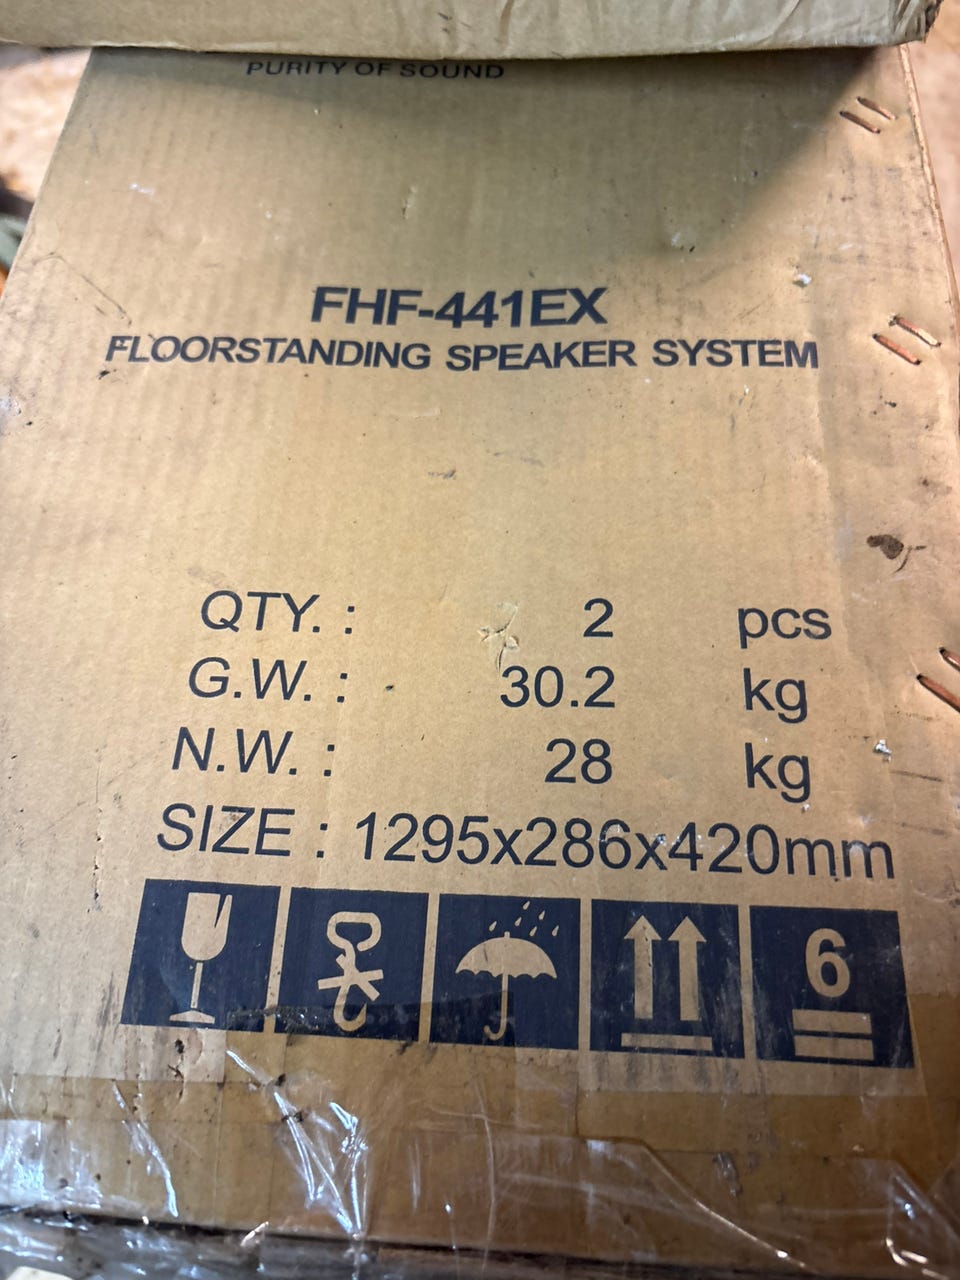 PURITY OF SOUND
FHF-441EX
FLOORSTANDING SPEAKER SYSTEM
QTY. : 2 pcs
G.W. : 30.2 kg
N.W. : 28 kg
SIZE : 1295x286x420mm
6